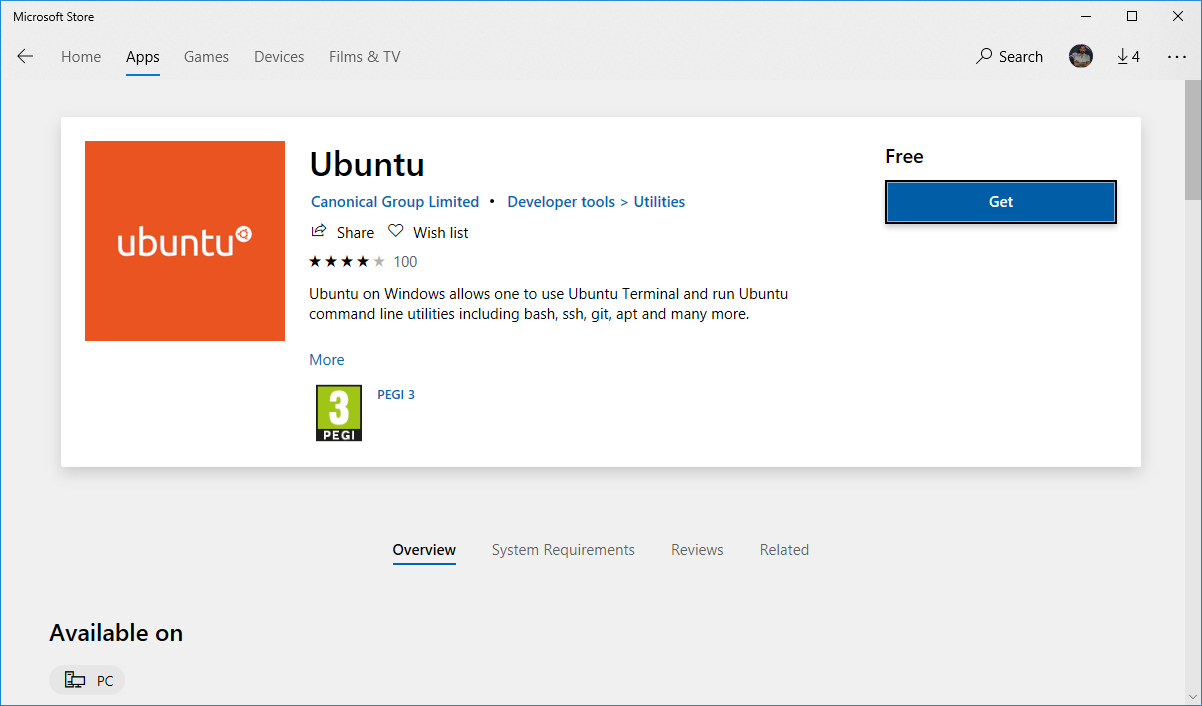 Microsoft Store
Home Apps Games Devices Films & TV Search 4
ubuntu
Ubuntu
Free
Get
Canonical Group Limited • Developer tools > Utilities
Share Wish list
100
Ubuntu on Windows allows one to use Ubuntu Terminal and run Ubuntu
command line utilities including bash, ssh, git, apt and many more.
More
3
PEGI
PEGI 3
Overview System Requirements Reviews Related
Available on
PC